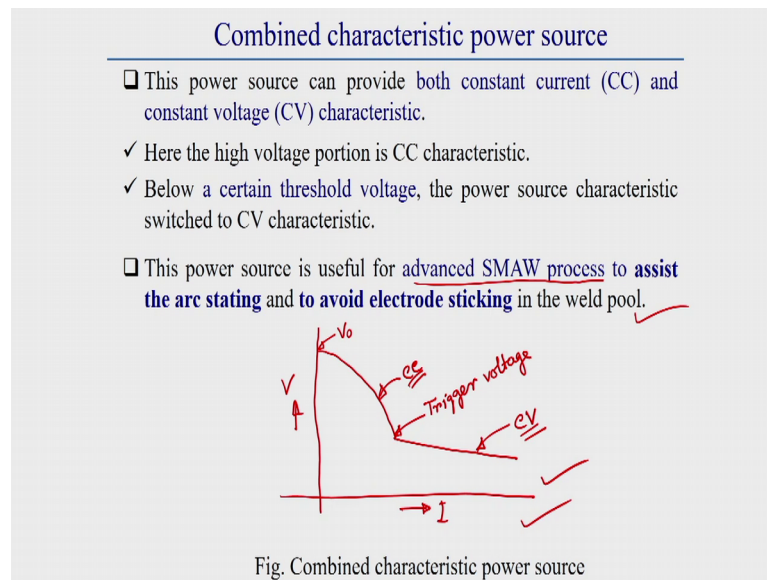 Combined characteristic power source
❑ This power source can provide both constant current (CC) and
constant voltage (CV) characteristic.
✓ Here the high voltage portion is CC characteristic.
✓ Below a certain threshold voltage, the power source characteristic
switched to CV characteristic.
❑ This power source is useful for advanced SMAW process to assist
the arc stating and to avoid electrode sticking in the weld pool.
Vo
CC
Trigger voltage
V
CV
I
Fig. Combined characteristic power source